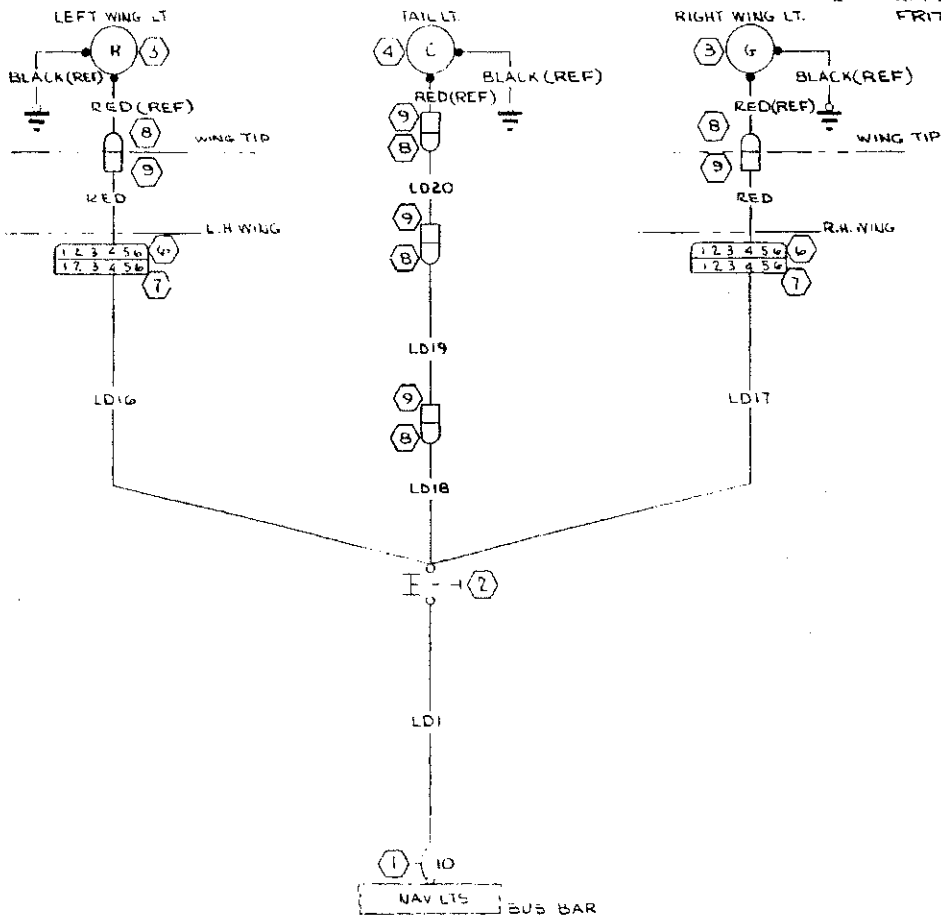 FRIT
LEFT WING LT
TAIL LT.
RIGHT WING LT.
R
3
4
C
3
G
BLACK(REF)
BLACK(REF)
BLACK(REF)
RED(REF)
RED(REF)
RED(REF)
8
9
8
WING TIP
8
WING TIP
9
9
RED
LD20
RED
9
L.H WING
R.H. WING
1 2 3 4 5 6
6
8
1 2 3 4 5 6
6
1 2 3 4 5 6
7
1 2 3 4 5 6
7
LD19
LD16
9
LD17
8
LD18
2
LD1
1
10
NAV LTS
BUS BAR